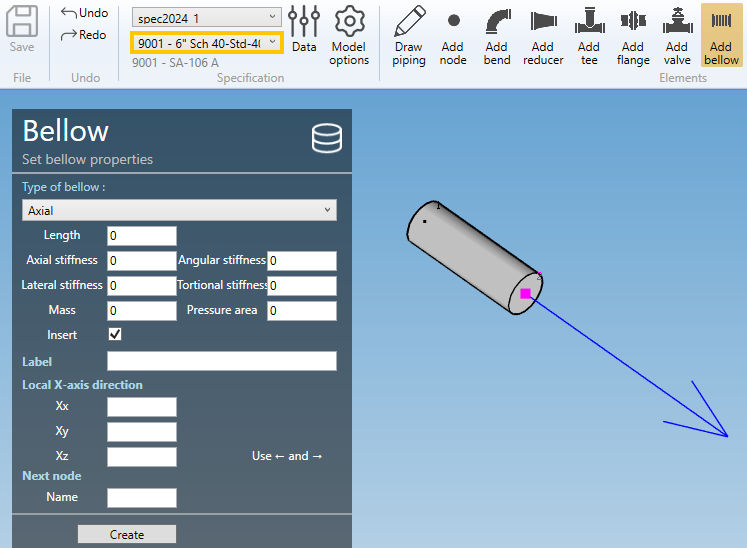 Save
File
Undo
Redo
Undo
spec2024_1
9001 - 6" Sch 40-Std-40
9001 - SA-106 A
Specification
Data
Model
options
Draw
piping
Add
node
Add
bend
Add
reducer
Add
tee
Add
flange
Add
valve
Add
bellow
Elements
Bellow
Set bellow properties
Type of bellow :
Axial
Length 0
Axial stiffness 0 Angular stiffness 0
Lateral stiffness 0 Tortional stiffness 0
Mass 0 Pressure area 0
Insert
Label
Local X-axis direction
Xx
Xy
Xz Use ← and →
Next node
Name
Create
1